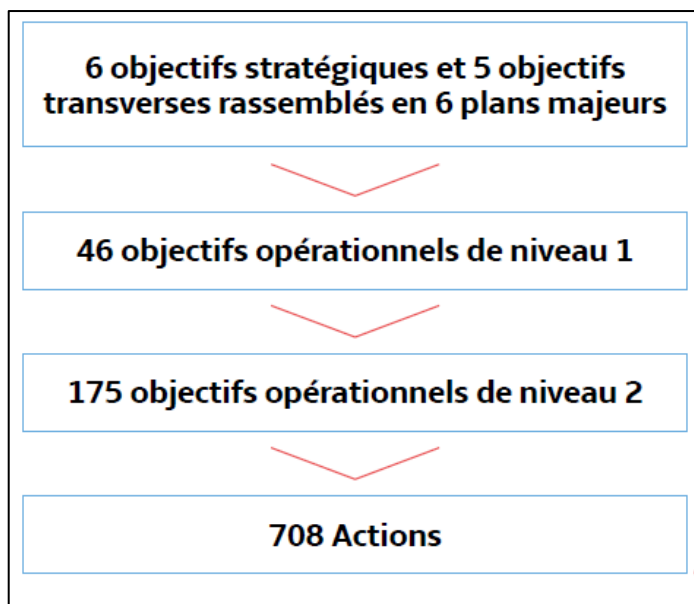 6 objectifs stratégiques et 5 objectifs
transverses rassemblés en 6 plans majeurs
46 objectifs opérationnels de niveau 1
175 objectifs opérationnels de niveau 2
708 Actions